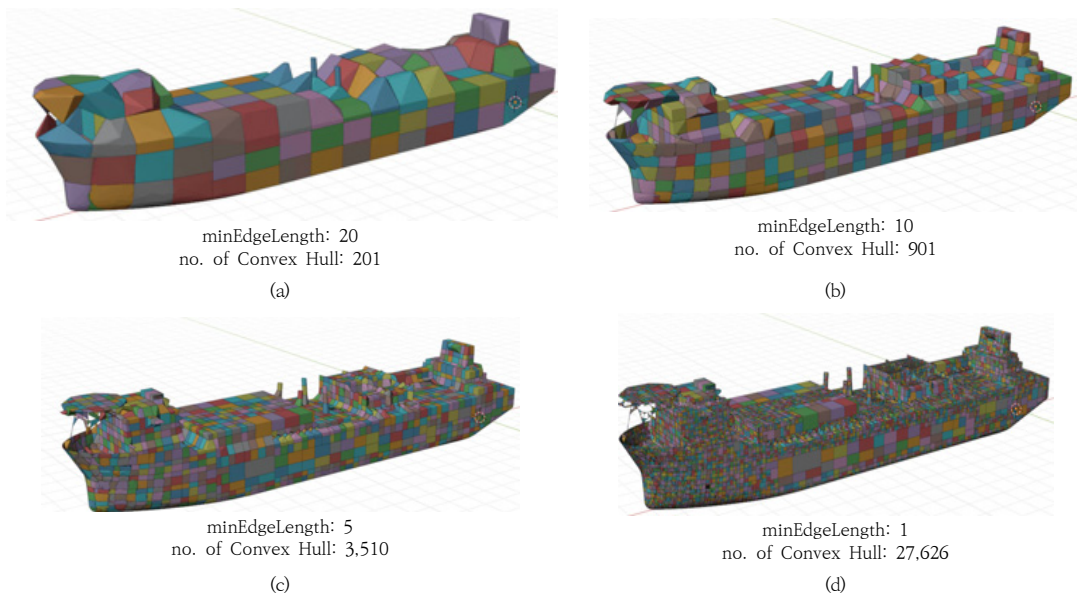 minEdgeLength: 20
no. of Convex Hull: 201
(a)
minEdgeLength: 10
no. of Convex Hull: 901
(b)
minEdgeLength: 5
no. of Convex Hull: 3,510
(c)
minEdgeLength: 1
no. of Convex Hull: 27,626
(d)